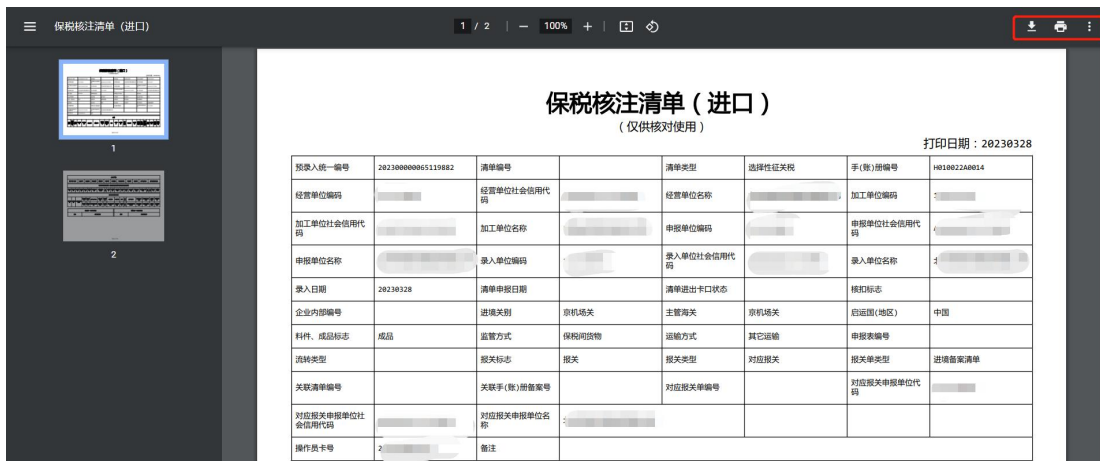 保税核注清单 (进口)
1 / 2 | — 100% + |
保税核注清单（进口）
（仅供核对使用）
打印日期：20230328
预录入统一编号 202300000065119882 清单编号 清单类型 选择性征关税 手(账)册编号 H010022A0014
经营单位编码 经营单位社会信用代码 经营单位名称 加工单位编码
加工单位社会信用代码 加工单位名称 申报单位编码 申报单位社会信用代码
申报单位名称 录入单位编码 录入单位社会信用代码 录入单位名称
录入日期 20230328 清单申报日期 清单进出卡口状态 核扣标志
企业内部编号 进境关别 京机场关 主管海关 京机场关 启运国(地区) 中国
料件、成品标志 成品 监管方式 保税间货物 运输方式 其它运输 申报表编号
流转类型 报关标志 报关 报关类型 对应报关 报关单类型 进境备案清单
关联清单编号 关联手(账)册备案号 对应报关单编号 对应报关申报单位代码
对应报关申报单位社会信用代码 对应报关申报单位名称
操作员卡号 2 备注
1
2